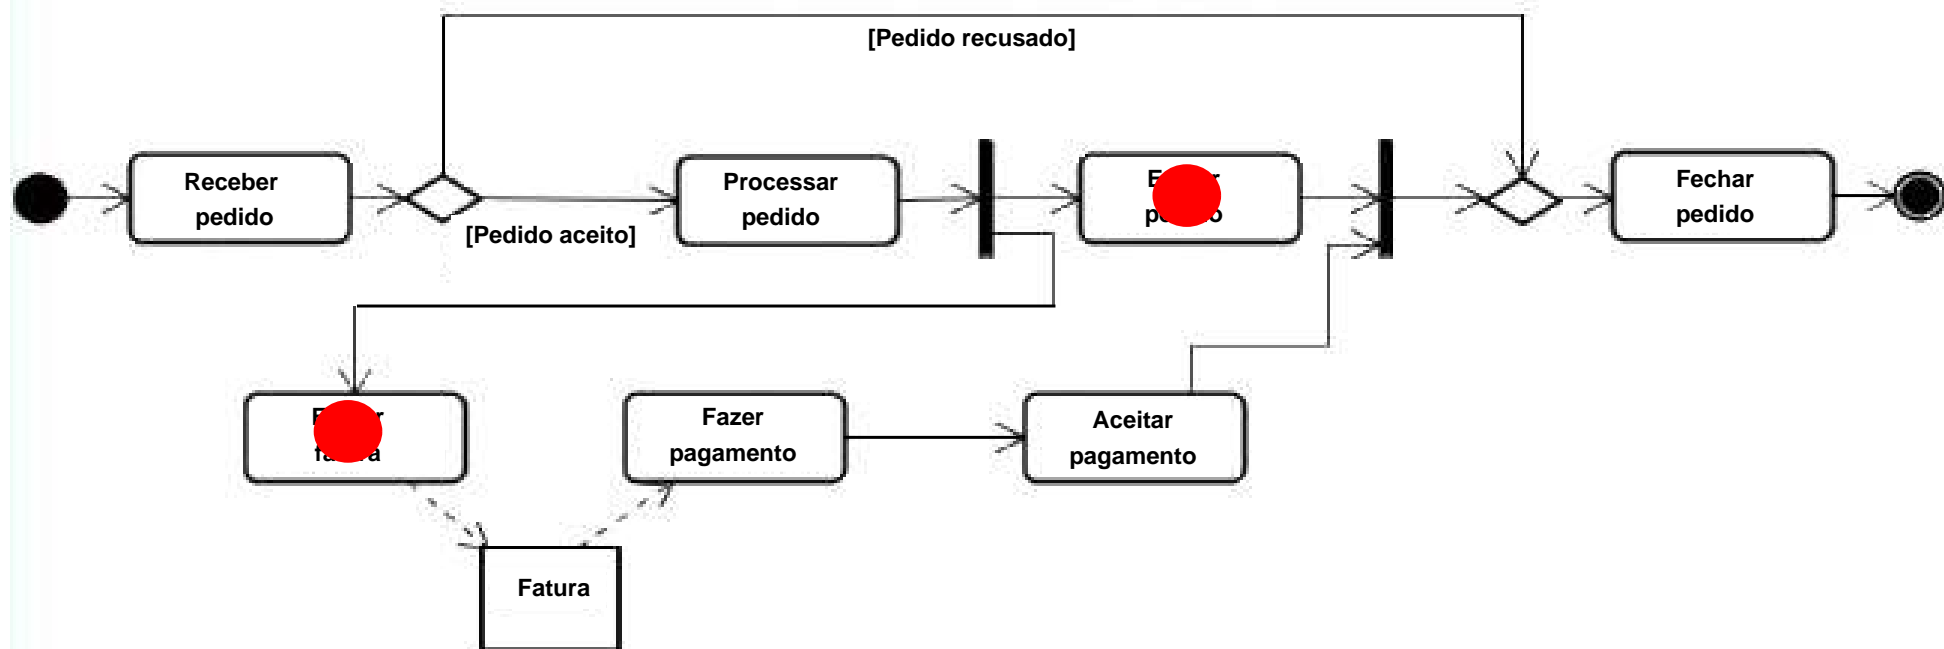 [Pedido recusado]
Receber
pedido
[Pedido aceito]
Processar
pedido
Fechar
pedido
Fazer
pagamento
Aceitar
pagamento
Fatura